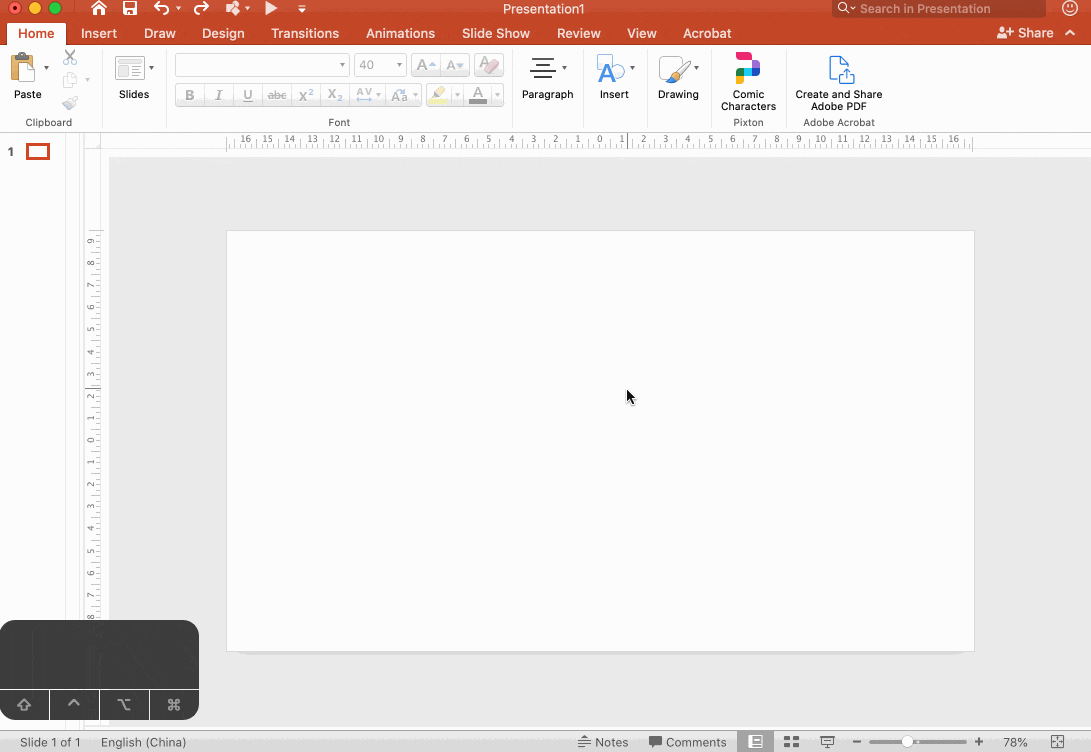 Presentation1
Search in Presentation
Home Insert Draw Design Transitions Animations Slide Show Review View Acrobat Share
Paste
Clipboard
Slides
40
B I U abc X² X₂ AV Aa A
Font
Paragraph
Insert
Drawing
Comic
Characters
Pixton
Create and Share
Adobe PDF
Adobe Acrobat
16 15 14 13 12 11 10 9 8 7 6 5 4 3 2 1 0 1 2 3 4 5 6 7 8 9 10 11 12 13 14 15 16
1
9
8
7
6
5
4
3
2
1
0
1
2
3
4
5
6
7
8
Slide 1 of 1 English (China) Notes Comments 78%